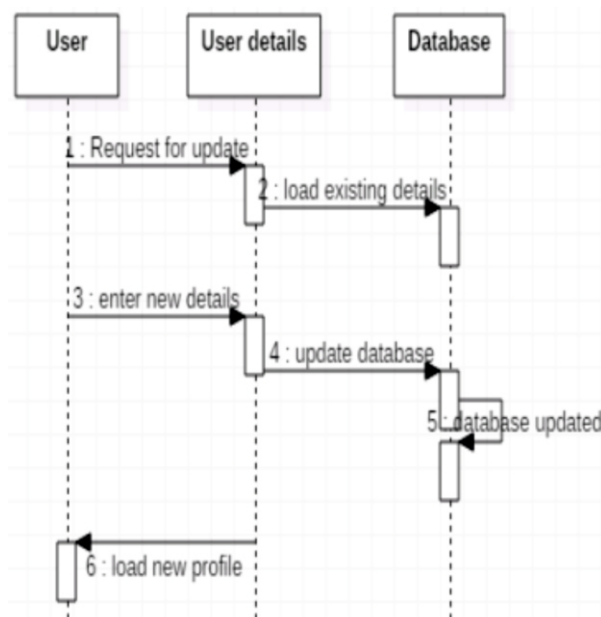 User
User details
Database
1 : Request for update
2 : load existing details
3 : enter new details
4 : update database
5 : database updated
6 : load new profile